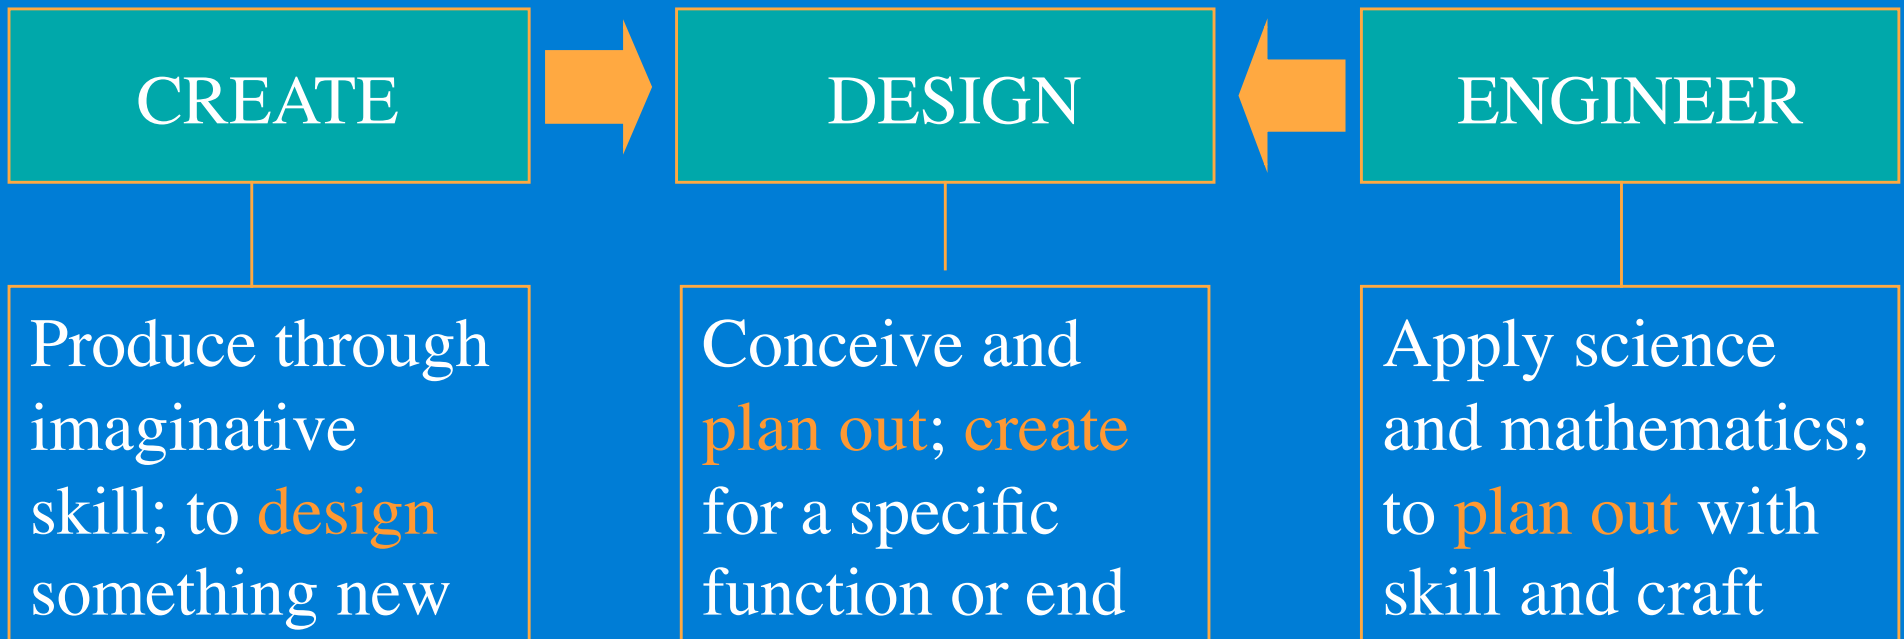 CREATE
DESIGN
ENGINEER
Produce through
imaginative
skill; to design
something new
Conceive and
plan out; create
for a specific
function or end
Apply science
and mathematics;
to plan out with
skill and craft